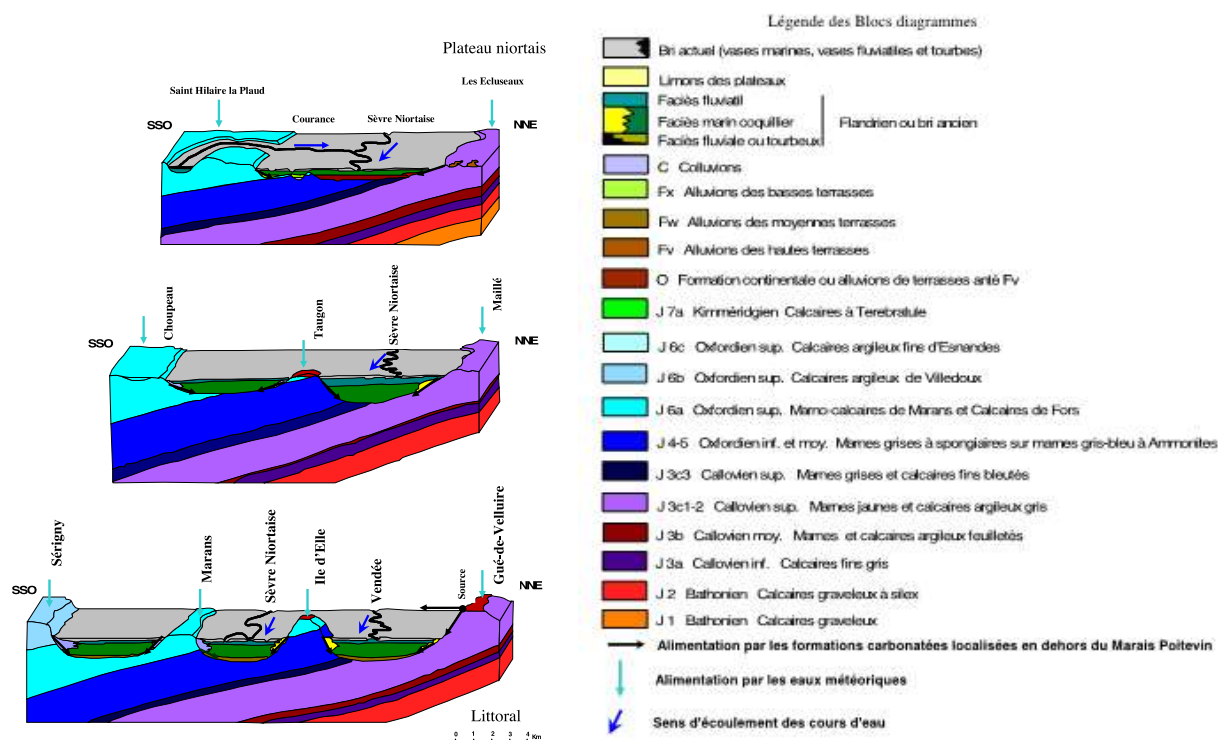 Plateau niortais
Saint Hilaire la Plaud
Les Ecluseaux
SSO
Courance
Sèvre Niortaise
NNE
SSO
Choupeau
Taugon
Sèvre Niortaise
Maillé
NNE
SSO
Sérigny
Marans
Sèvre Niortaise
Ile d'Elle
Vendée
Source
Gué-de-Velluire
NNE
Littoral
0 1 2 3 4 Km
Légende des Blocs diagrammes
Bri actuel (vases marines, vases fluviatiles et tourbes)
Limons des plateaux
Faciès fluviatil
Faciès marin coquillier
Flandrien ou bri ancien
Faciès fluviale ou tourbeux
C Colluvions
Fx Alluvions des basses terrasses
Fw Alluvions des moyennes terrasses
Fv Alluvions des hautes terrasses
O Formation continentale ou alluvions de terrasses anté Fv
J 7a Kimméridgien Calcaires à Terebratule
J 6c Oxfordien sup. Calcaires argileux fins d'Esnandes
J 6b Oxfordien sup. Calcaires argileux de Villedoux
J 6a Oxfordien sup. Marno-calcaires de Marans et Calcaires de Fors
J 4-5 Oxfordien inf. et moy. Marnes grises à spongiaires sur marnes gris-bleu à Ammonites
J 3c3 Callovien sup. Marnes grises et calcaires fins bleutés
J 3c1-2 Callovien sup. Marnes jaunes et calcaires argileux gris
J 3b Callovien moy. Marnes et calcaires argileux feuilletés
J 3a Callovien inf. Calcaires fins gris
J 2 Bathonien Calcaires graveleux à silex
J 1 Bathonien Calcaires graveleux
Alimentation par les formations carbonatées localisées en dehors du Marais Poitevin
Alimentation par les eaux météoriques
Sens d'écoulement des cours d'eau